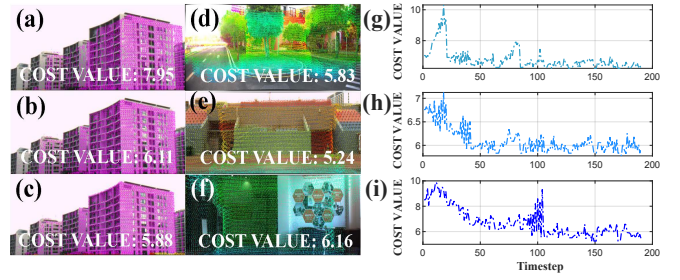 (a)
COST VALUE: 7.95
(b)
COST VALUE: 6.11
(c)
COST VALUE: 5.88
(d)
COST VALUE: 5.83
(e)
COST VALUE: 5.24
(f)
COST VALUE: 6.16
(g)
COST VALUE
10
8
0
50
100
150
200
(h)
COST VALUE
7
6.5
6
0
50
100
150
200
(i)
COST VALUE
8
6
0
50
100
150
200
Timestep